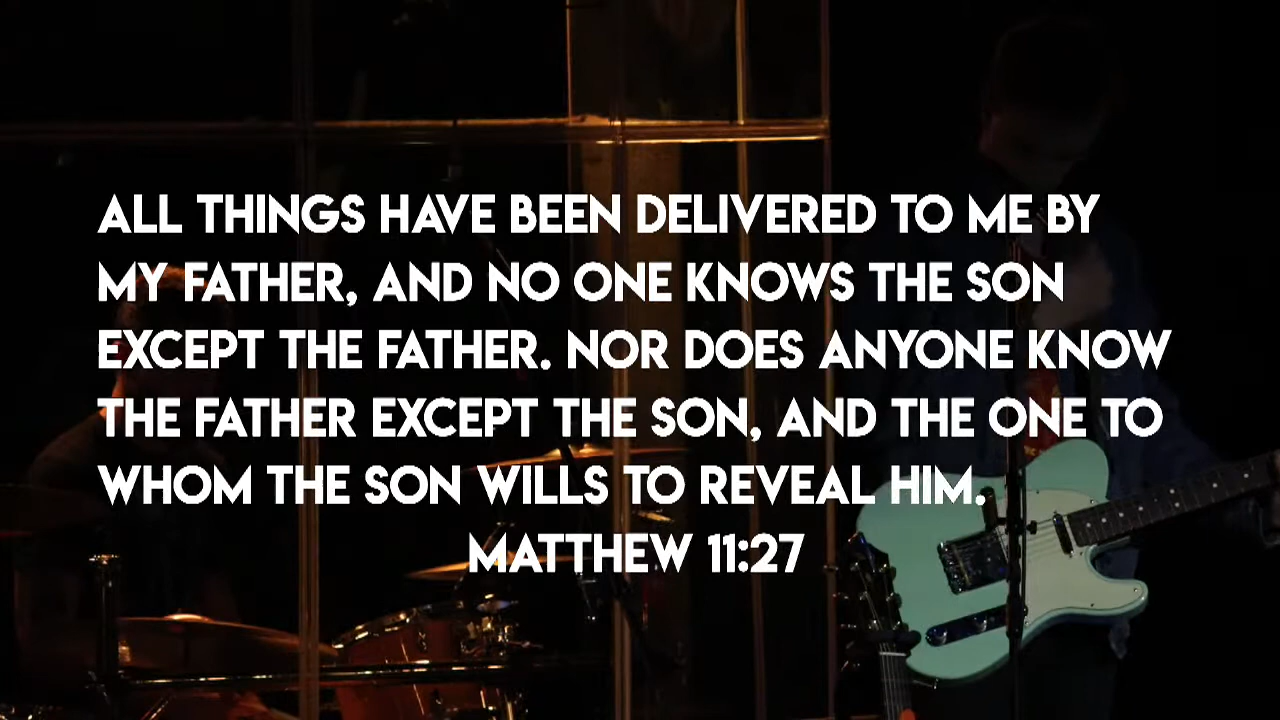 ALL THINGS HAVE BEEN DELIVERED TO ME BY
MY FATHER, AND NO ONE KNOWS THE SON
EXCEPT THE FATHER. NOR DOES ANYONE KNOW
THE FATHER EXCEPT THE SON, AND THE ONE TO
WHOM THE SON WILLS TO REVEAL HIM.
MATTHEW 11:27